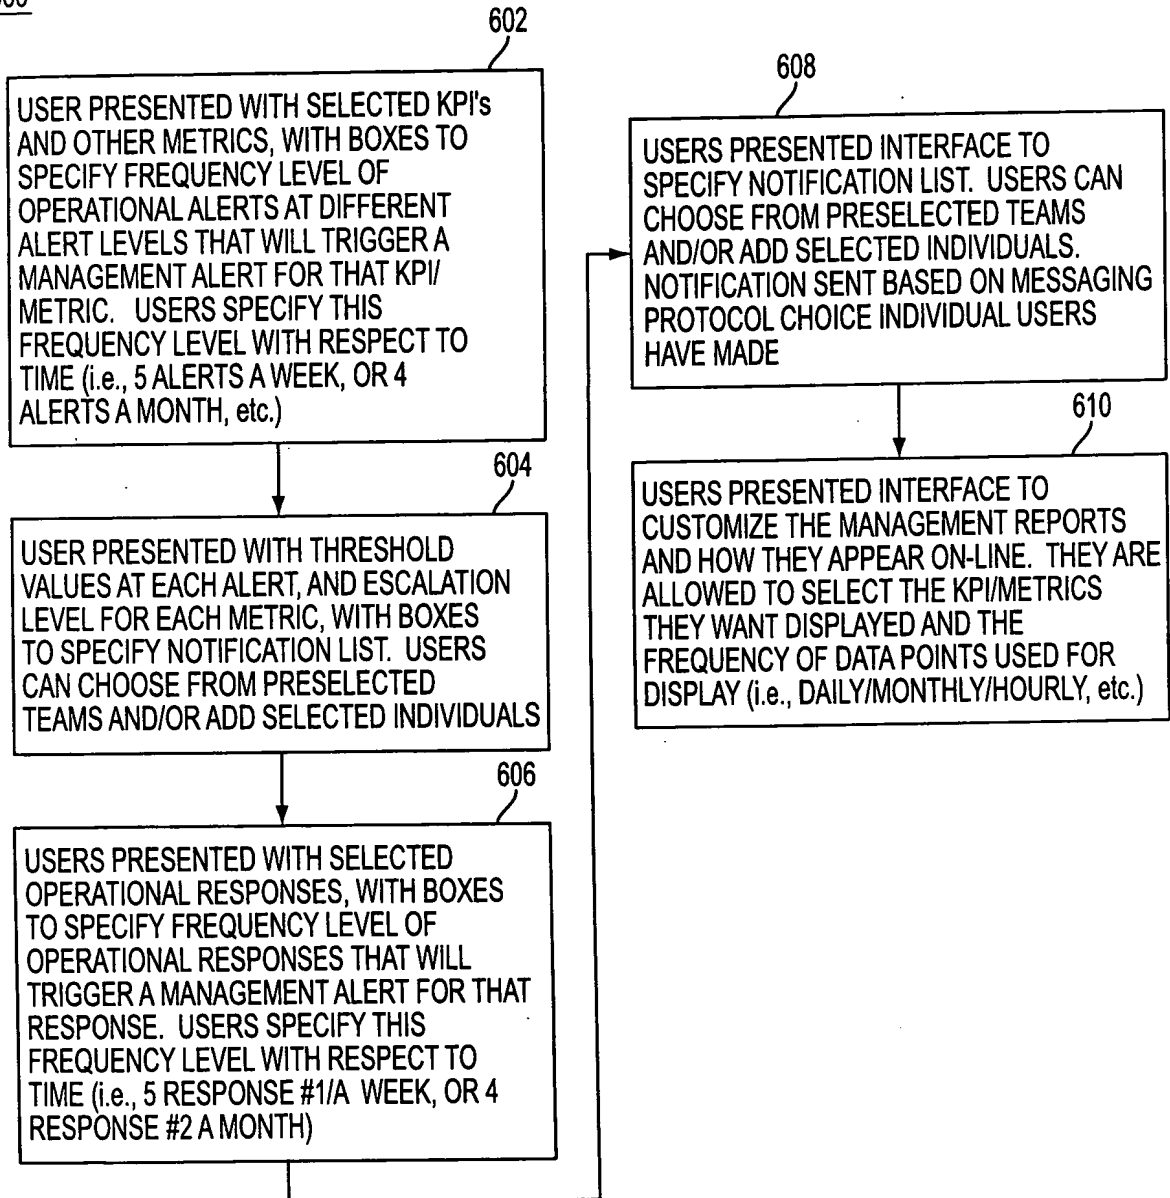 602
USER PRESENTED WITH SELECTED KPI's
AND OTHER METRICS, WITH BOXES TO
SPECIFY FREQUENCY LEVEL OF
OPERATIONAL ALERTS AT DIFFERENT
ALERT LEVELS THAT WILL TRIGGER A
MANAGEMENT ALERT FOR THAT KPI/
METRIC. USERS SPECIFY THIS
FREQUENCY LEVEL WITH RESPECT TO
TIME (i.e., 5 ALERTS A WEEK, OR 4
ALERTS A MONTH, etc.)
604
USER PRESENTED WITH THRESHOLD
VALUES AT EACH ALERT, AND ESCALATION
LEVEL FOR EACH METRIC, WITH BOXES
TO SPECIFY NOTIFICATION LIST. USERS
CAN CHOOSE FROM PRESELECTED
TEAMS AND/OR ADD SELECTED INDIVIDUALS
606
USERS PRESENTED WITH SELECTED
OPERATIONAL RESPONSES, WITH BOXES
TO SPECIFY FREQUENCY LEVEL OF
OPERATIONAL RESPONSES THAT WILL
TRIGGER A MANAGEMENT ALERT FOR THAT
RESPONSE. USERS SPECIFY THIS
FREQUENCY LEVEL WITH RESPECT TO
TIME (i.e., 5 RESPONSE #1/A WEEK, OR 4
RESPONSE #2 A MONTH)
608
USERS PRESENTED INTERFACE TO
SPECIFY NOTIFICATION LIST. USERS CAN
CHOOSE FROM PRESELECTED TEAMS
AND/OR ADD SELECTED INDIVIDUALS.
NOTIFICATION SENT BASED ON MESSAGING
PROTOCOL CHOICE INDIVIDUAL USERS
HAVE MADE
610
USERS PRESENTED INTERFACE TO
CUSTOMIZE THE MANAGEMENT REPORTS
AND HOW THEY APPEAR ON-LINE. THEY ARE
ALLOWED TO SELECT THE KPI/METRICS
THEY WANT DISPLAYED AND THE
FREQUENCY OF DATA POINTS USED FOR
DISPLAY (i.e., DAILY/MONTHLY/HOURLY, etc.)